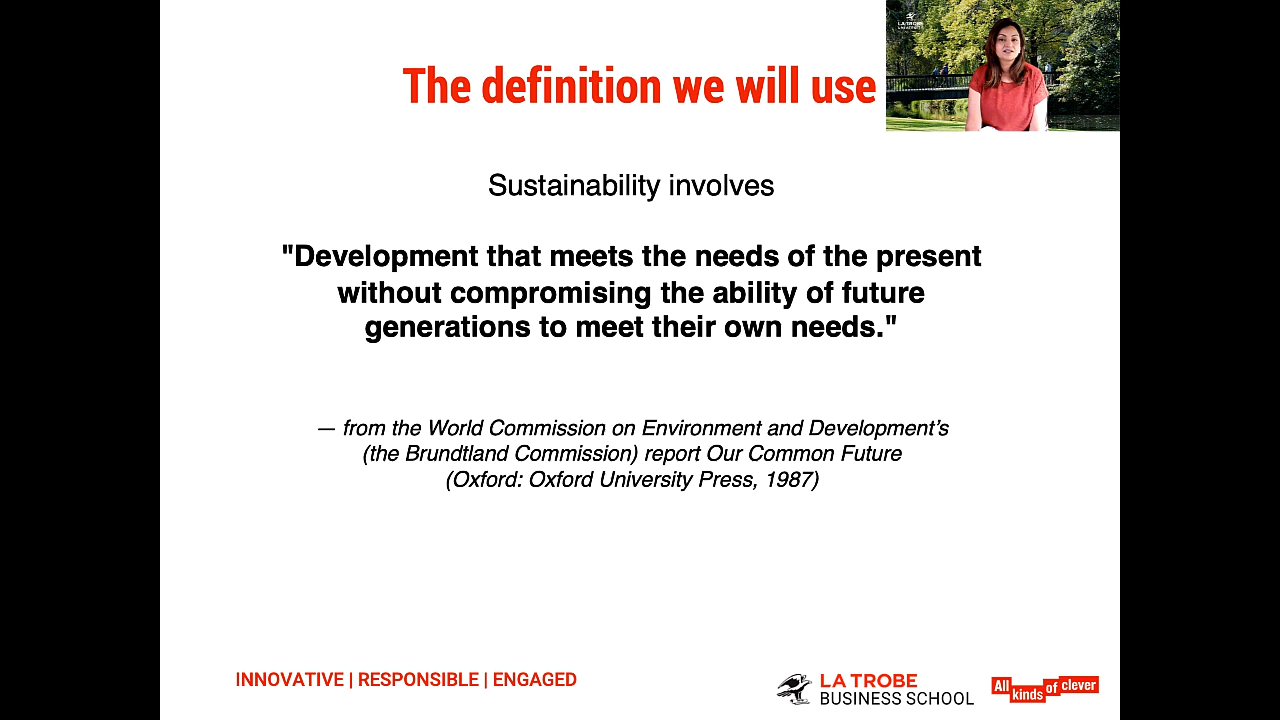 The definition we will use
LA TROBE
Sustainability involves
"Development that meets the needs of the present
without compromising the ability of future
generations to meet their own needs."
— from the World Commission on Environment and Development's
(the Brundtland Commission) report Our Common Future
(Oxford: Oxford University Press, 1987)
INNOVATIVE | RESPONSIBLE | ENGAGED
LA TROBE
BUSINESS SCHOOL
All kinds of clever